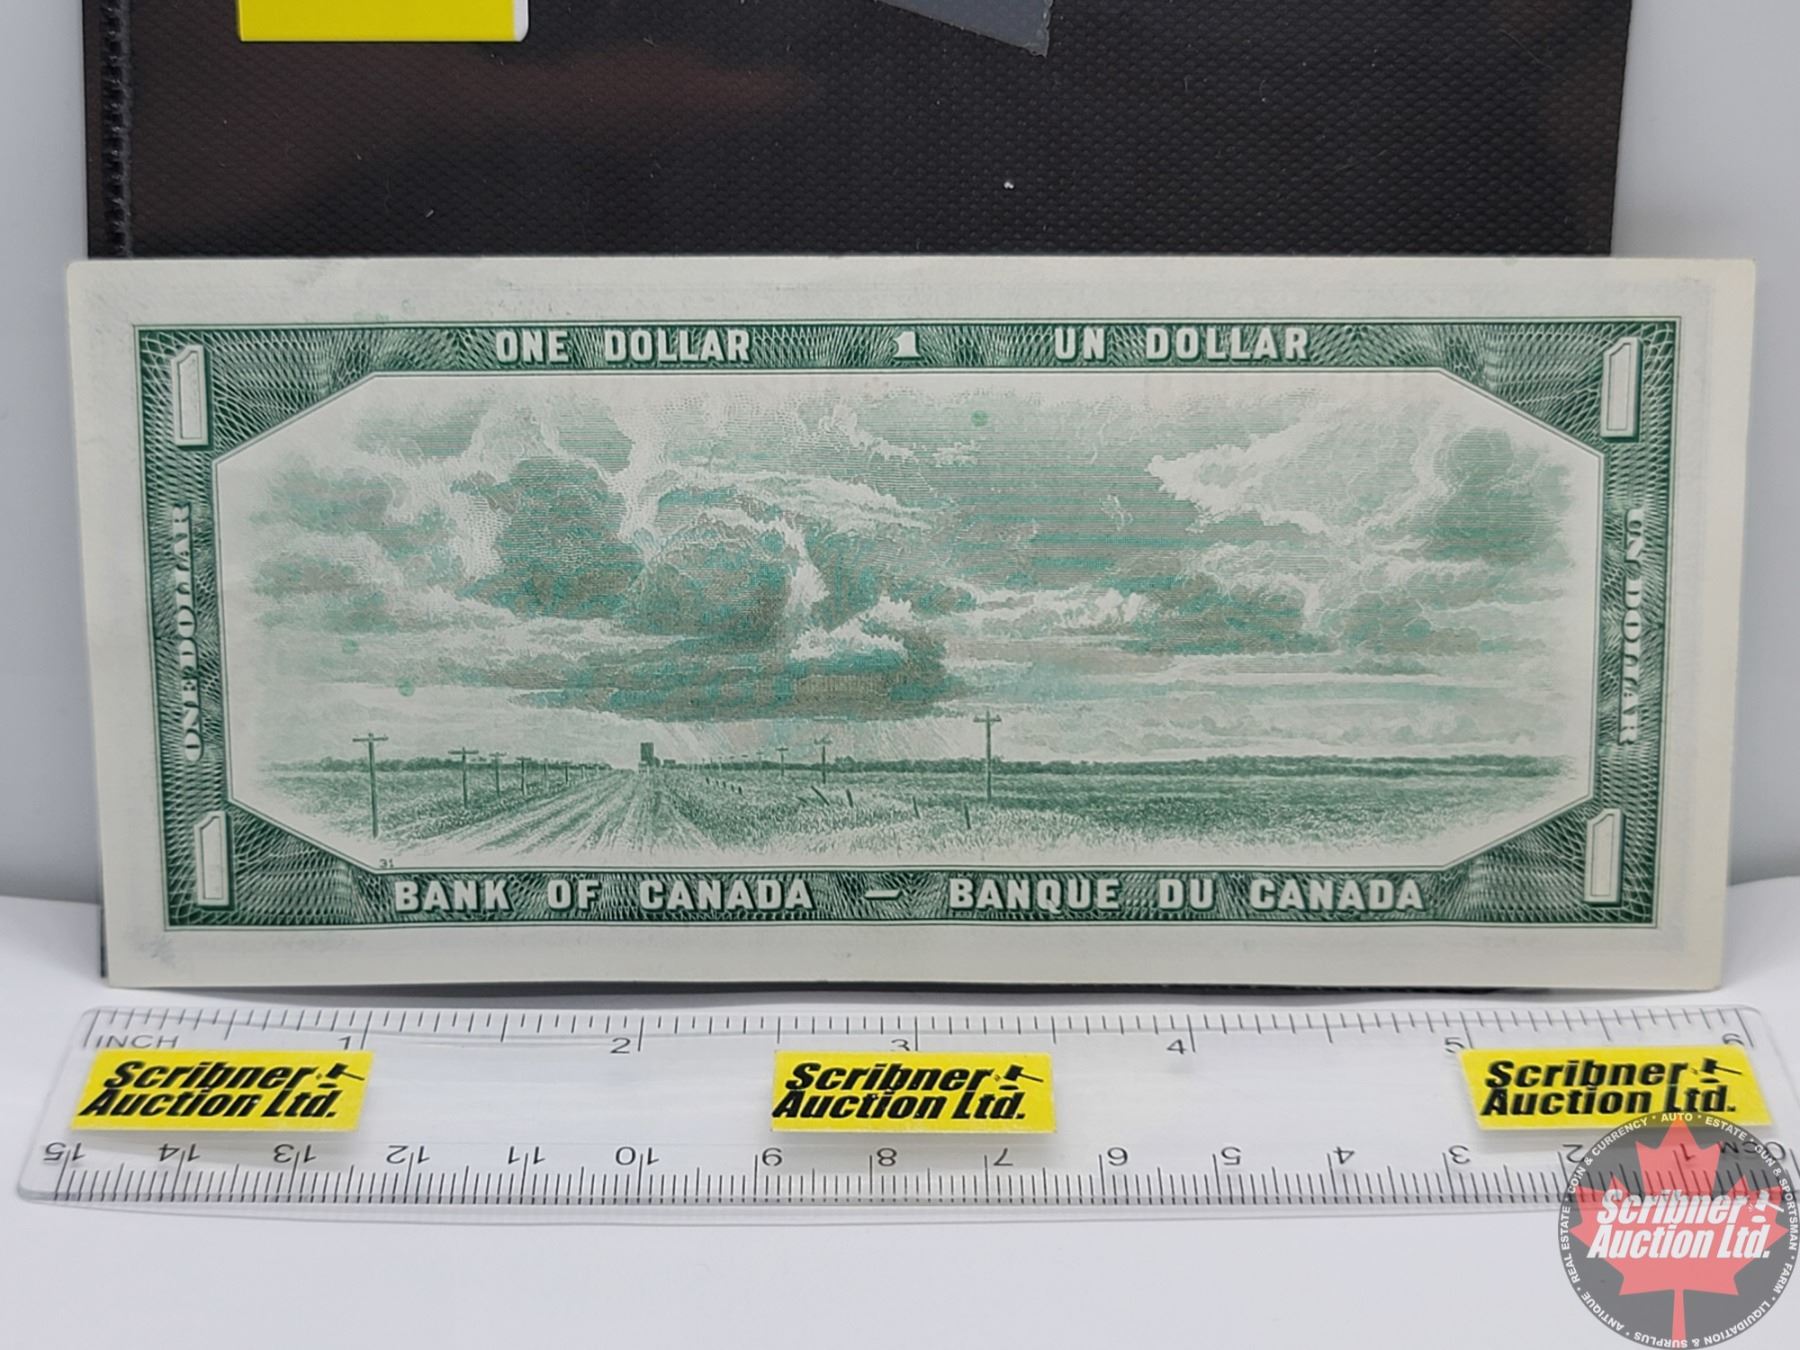 ONE DOLLAR 1 UN DOLLAR
1 1
ONE DOLLAR
UN DOLLAR
31
1 1
BANK OF CANADA — BANQUE DU CANADA
INCH 1 2 3 4 5 6
Scribner
Auction Ltd.
Scribner
Auction Ltd.
Scribner
Auction Ltd.
15 14 13 12 11 10 9 8 7 6 5 4 3 2 1 0CM
REAL ESTATE • COIN & CURRENCY • AUTO • ESTATE • GUN & SPORTSMAN • FARM • LIQUIDATION & SURPLUS • ANTIQUE •
Scribner
Auction Ltd.